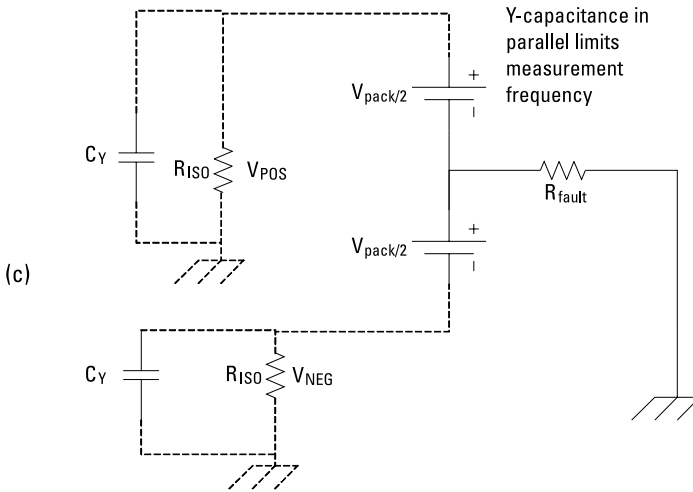 Y-capacitance in
parallel limits
measurement
frequency
Vpack/2
+
I
CY
RISO
VPOS
Rfault
+
Vpack/2
I
(c)
CY
RISO
VNEG